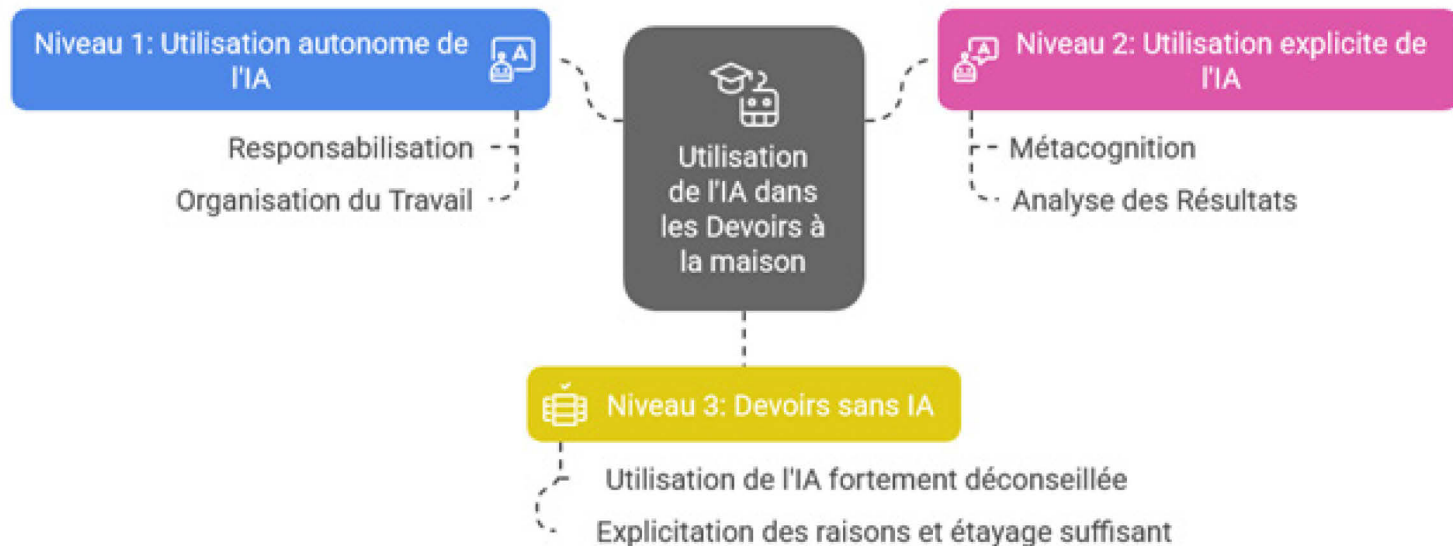 Niveau 1: Utilisation autonome de
l'IA
Responsabilisation
Organisation du Travail
Utilisation
de l'IA dans
les Devoirs à
la maison
Niveau 2: Utilisation explicite de
l'IA
Métacognition
Analyse des Résultats
Niveau 3: Devoirs sans IA
Utilisation de l'IA fortement déconseillée
Explicitation des raisons et étayage suffisant